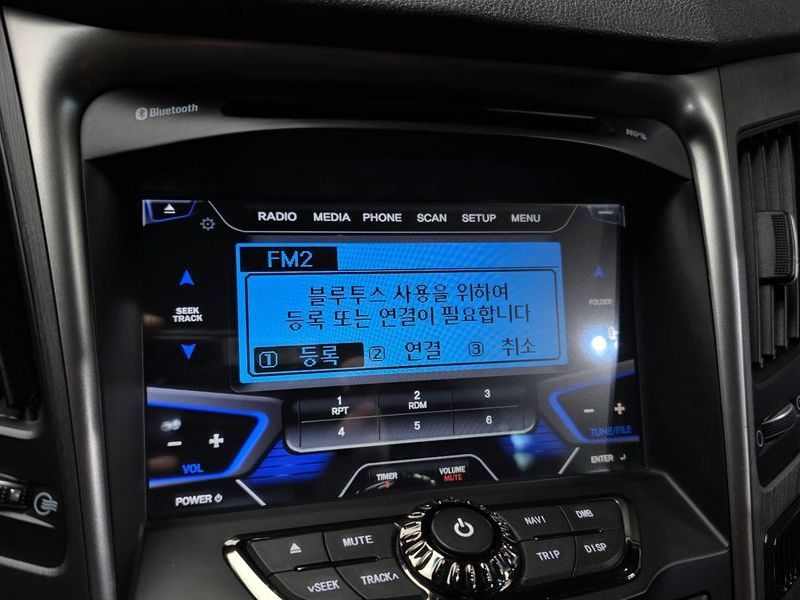 Bluetooth
MP3
RADIO MEDIA PHONE SCAN SETUP MENU
FM2
블루투스 사용을 위하여
등록 또는 연결이 필요합니다
1 등록 2 연결 3 취소
SEEK
TRACK
FOLDER
1 2 3
RPT RDM
4 5 6
VOL
TUNE/FILE
POWER
TIMER
VOLUME
MUTE
ENTER
MUTE
NAVI DMB
∨SEEK TRACK∧
TRIP DISP